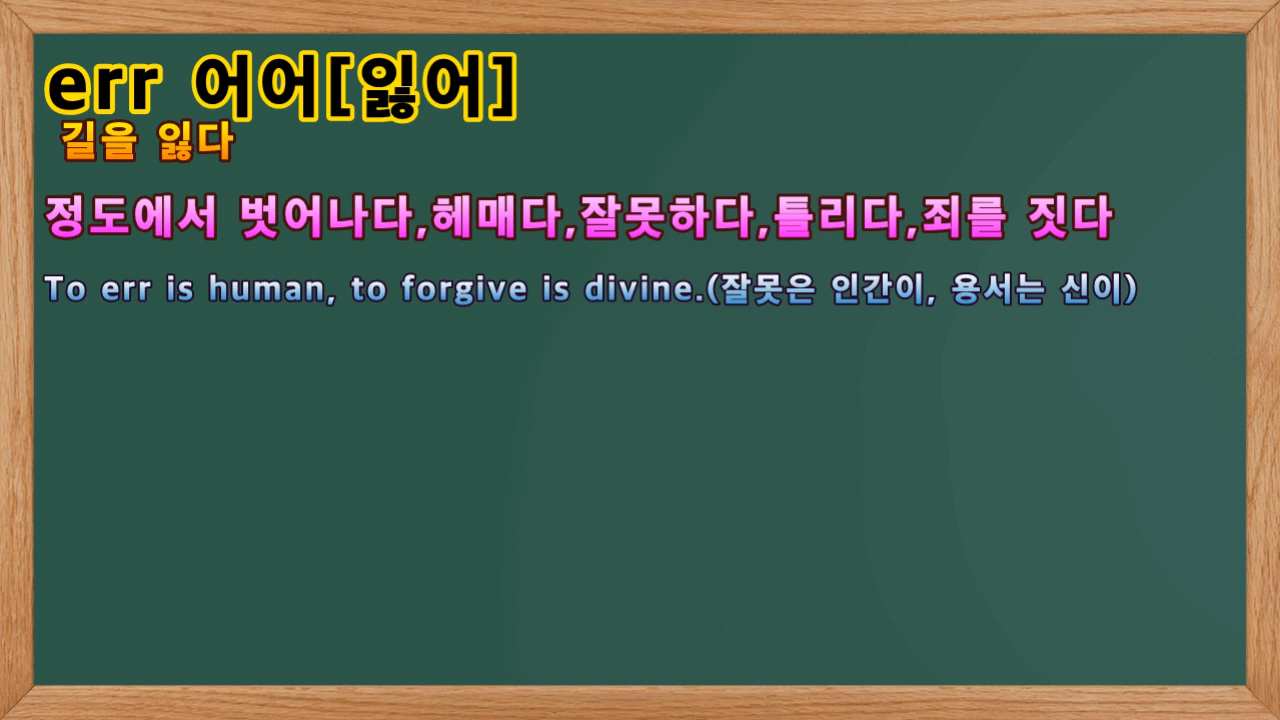 err 어어[잃어]
길을 잃다
정도에서 벗어나다,헤매다,잘못하다,틀리다,죄를 짓다
To err is human, to forgive is divine.(잘못은 인간이, 용서는 신이)